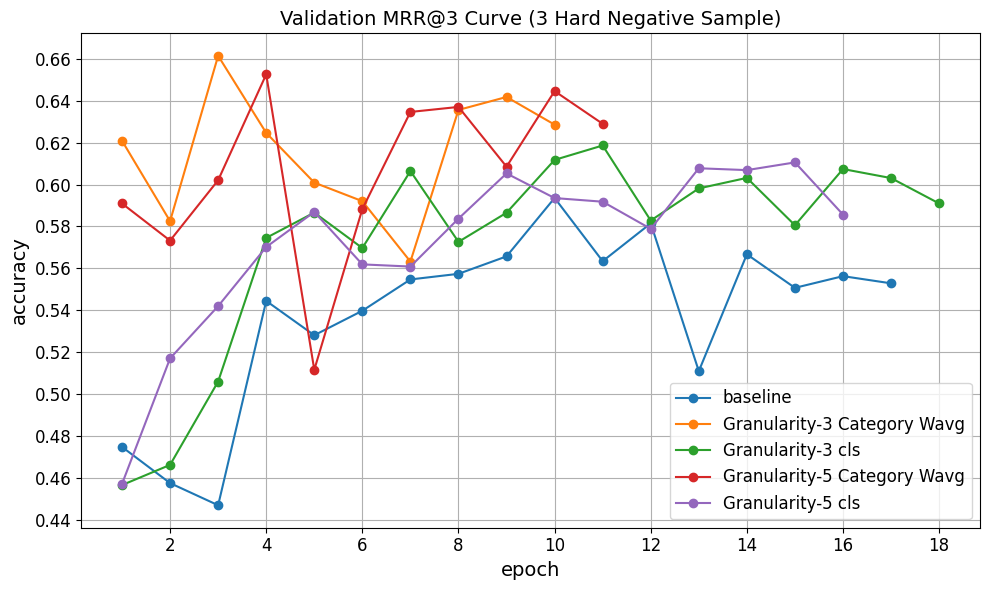 Validation MRR@3 Curve (3 Hard Negative Sample)
accuracy
0.66
0.64
0.62
0.60
0.58
0.56
0.54
0.52
0.50
0.48
0.46
0.44
baseline
Granularity-3 Category Wavg
Granularity-3 cls
Granularity-5 Category Wavg
Granularity-5 cls
2 4 6 8 10 12 14 16 18
epoch